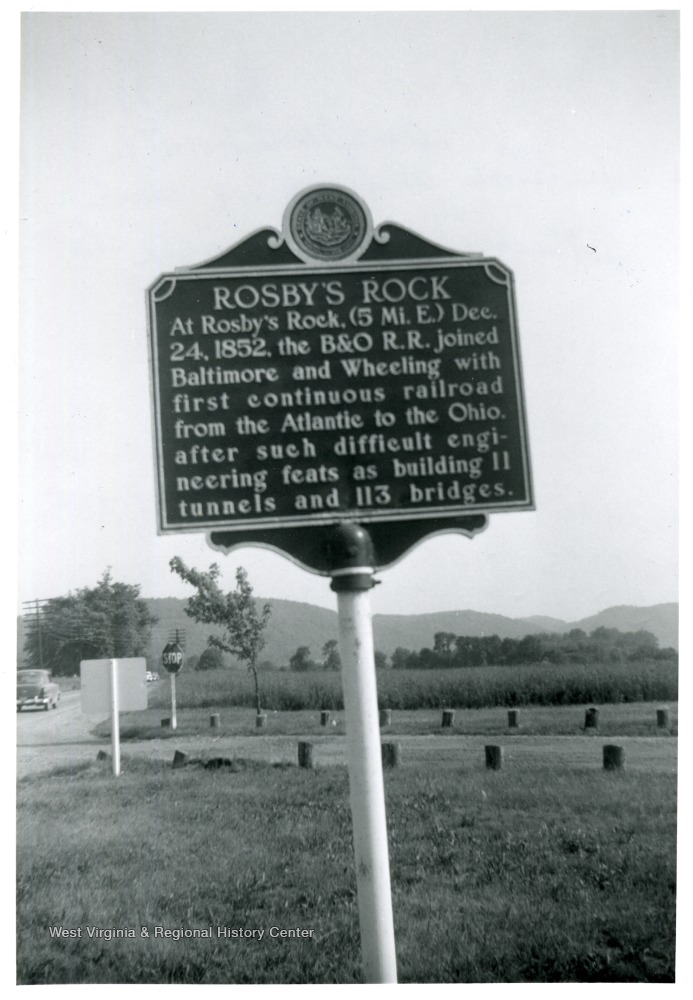 ROSBY'S ROCK
At Rosby's Rock, (5 Mi. E.) Dec.
24, 1852, the B&O R.R. joined
Baltimore and Wheeling with
first continuous railroad
from the Atlantic to the Ohio.
after such difficult engi-
neering feats as building 11
tunnels and 113 bridges.
STOP
West Virginia & Regional History Center